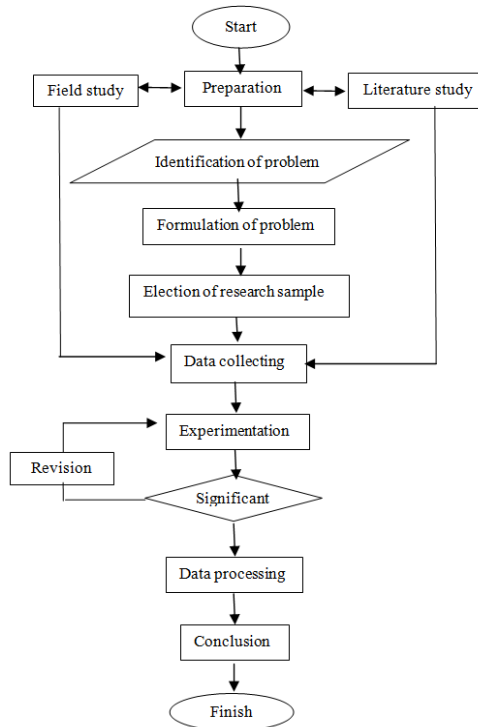 Start
Field study
Preparation
Literature study
Identification of problem
Formulation of problem
Election of research sample
Data collecting
Experimentation
Revision
Significant
Data processing
Conclusion
Finish